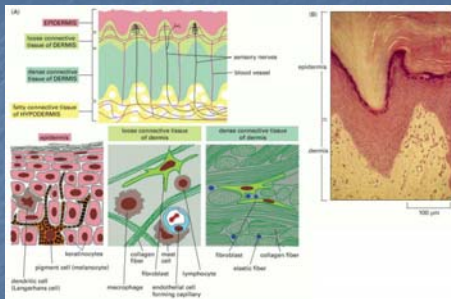 (A)
EPIDERMIS
loose connective
tissue of DERMIS
dense connective
tissue of DERMIS
fatty connective tissue
of HYPODERMIS
sensory nerves
blood vessel
(B)
epidermis
dermis
100 μm
epidermis
keratinocytes
pigment cell (melanocyte)
dendritic cell
(Langerhans cell)
loose connective tissue
of dermis
collagen
fiber
fibroblast
mast
cell
lymphocyte
macrophage
endothelial cell
forming capillary
dense connective tissue
of dermis
fibroblast
collagen fiber
elastic fiber